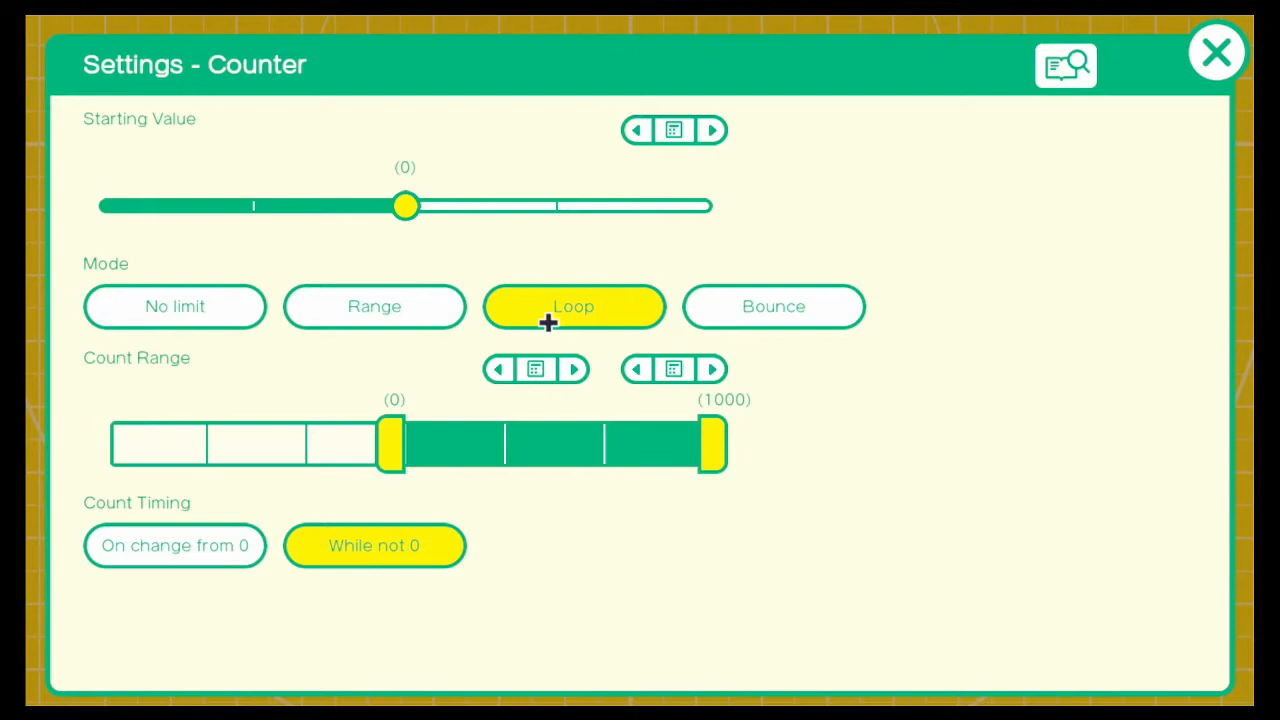 Settings - Counter
Starting Value
(0)
Mode
No limit Range Loop Bounce
Count Range
(0) (1000)
Count Timing
On change from 0 While not 0